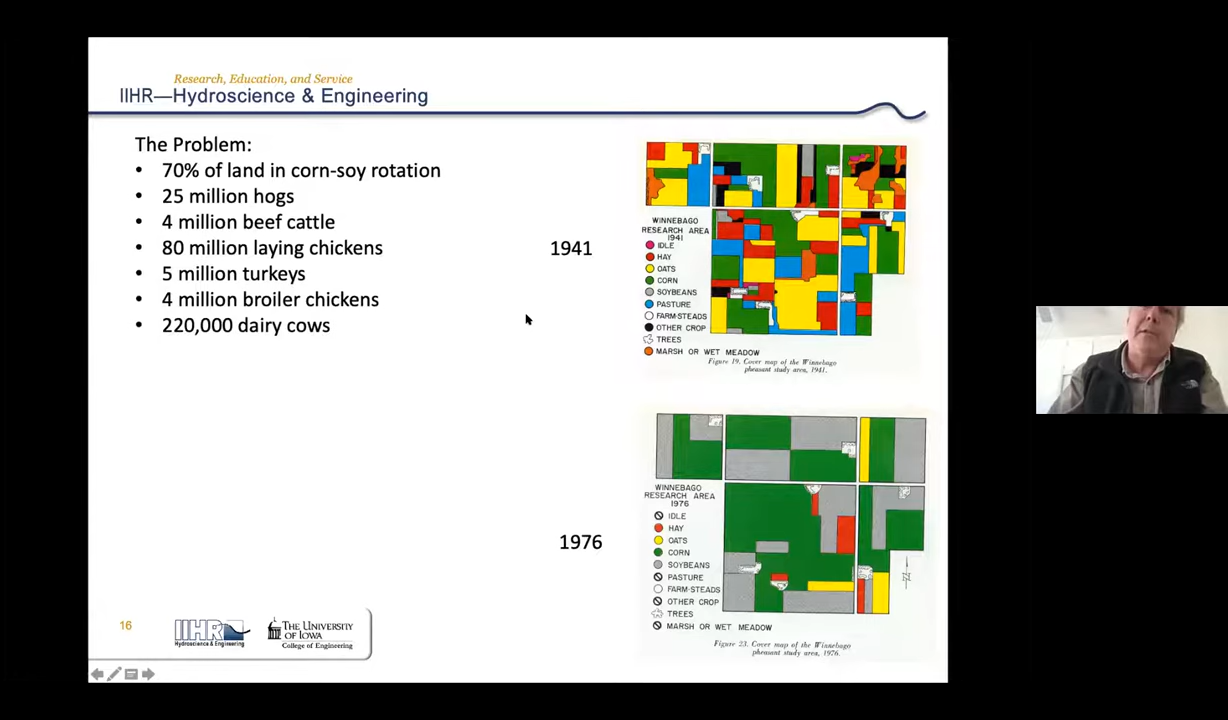 Research, Education, and Service
IIHR—Hydroscience & Engineering
The Problem:
• 70% of land in corn-soy rotation
• 25 million hogs
• 4 million beef cattle
• 80 million laying chickens
• 5 million turkeys
• 4 million broiler chickens
• 220,000 dairy cows
1941
WINNEBAGO
RESEARCH AREA
1941
IDLE
HAY
OATS
CORN
SOYBEANS
PASTURE
FARM-STEADS
OTHER CROP
TREES
MARSH OR WET MEADOW
Figure 19. Cover map of the Winnebago
pheasant study area, 1941.
1976
WINNEBAGO
RESEARCH AREA
1976
IDLE
HAY
OATS
CORN
SOYBEANS
PASTURE
FARM-STEADS
OTHER CROP
TREES
MARSH OR WET MEADOW
N
Figure 23. Cover map of the Winnebago
pheasant study area, 1976.
16
IIHR
Hydroscience & Engineering
THE UNIVERSITY
OF IOWA
College of Engineering